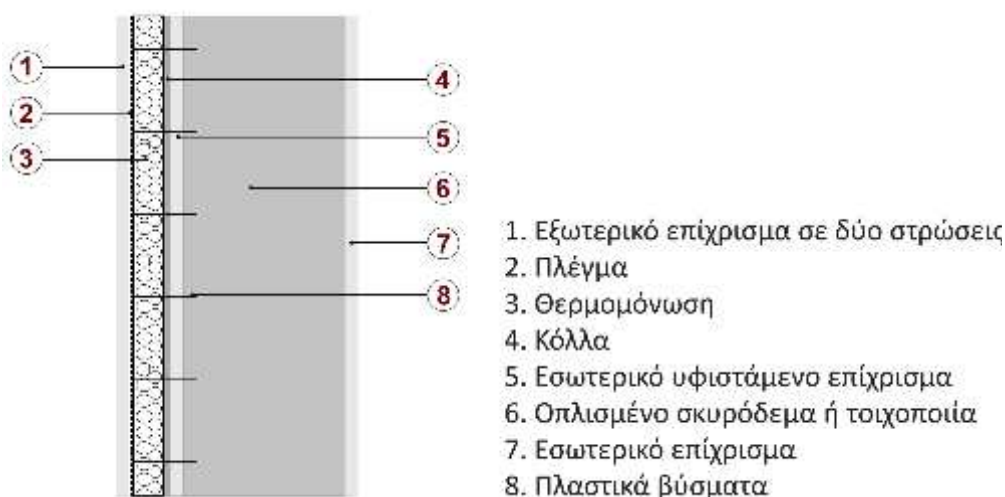 1
2
3
4
5
6
7
8
1. Εξωτερικό επίχρισμα σε δύο στρώσεις
2. Πλέγμα
3. Θερμομόνωση
4. Κόλλα
5. Εσωτερικό υφιστάμενο επίχρισμα
6. Οπλισμένο σκυρόδεμα ή τοιχοποιία
7. Εσωτερικό επίχρισμα
8. Πλαστικά βύσματα